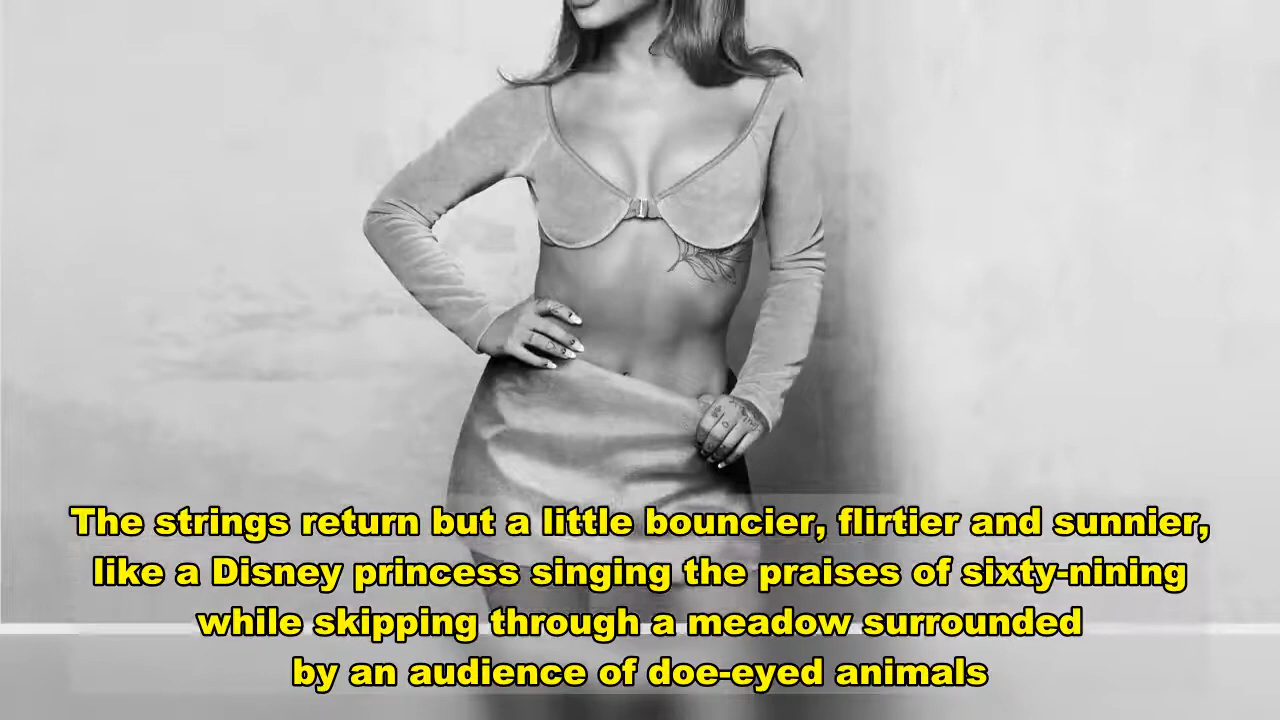 The strings return but a little bouncier, flirtier and sunnier,
like a Disney princess singing the praises of sixty-nining
while skipping through a meadow surrounded
by an audience of doe-eyed animals